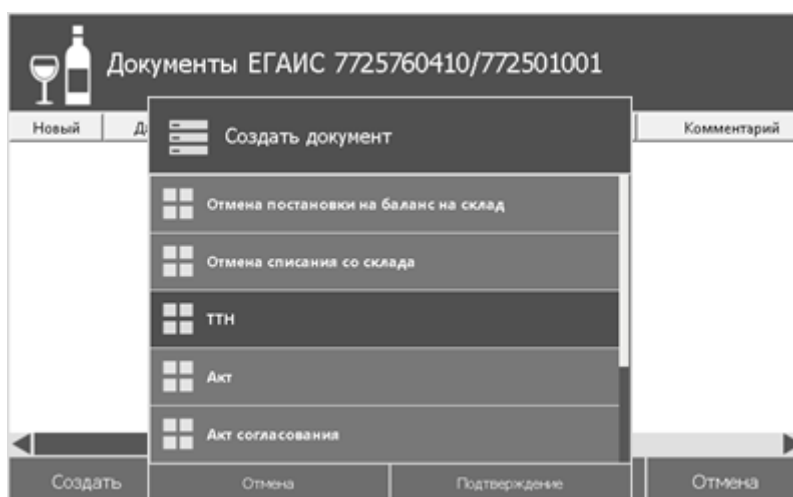 Документы ЕГАИС 7725760410/772501001
Новый Комментарий
Создать документ
Отмена постановки на баланс на склад
Отмена списания со склада
ТТН
Акт
Акт согласования
Создать Отмена Подтверждение Отмена